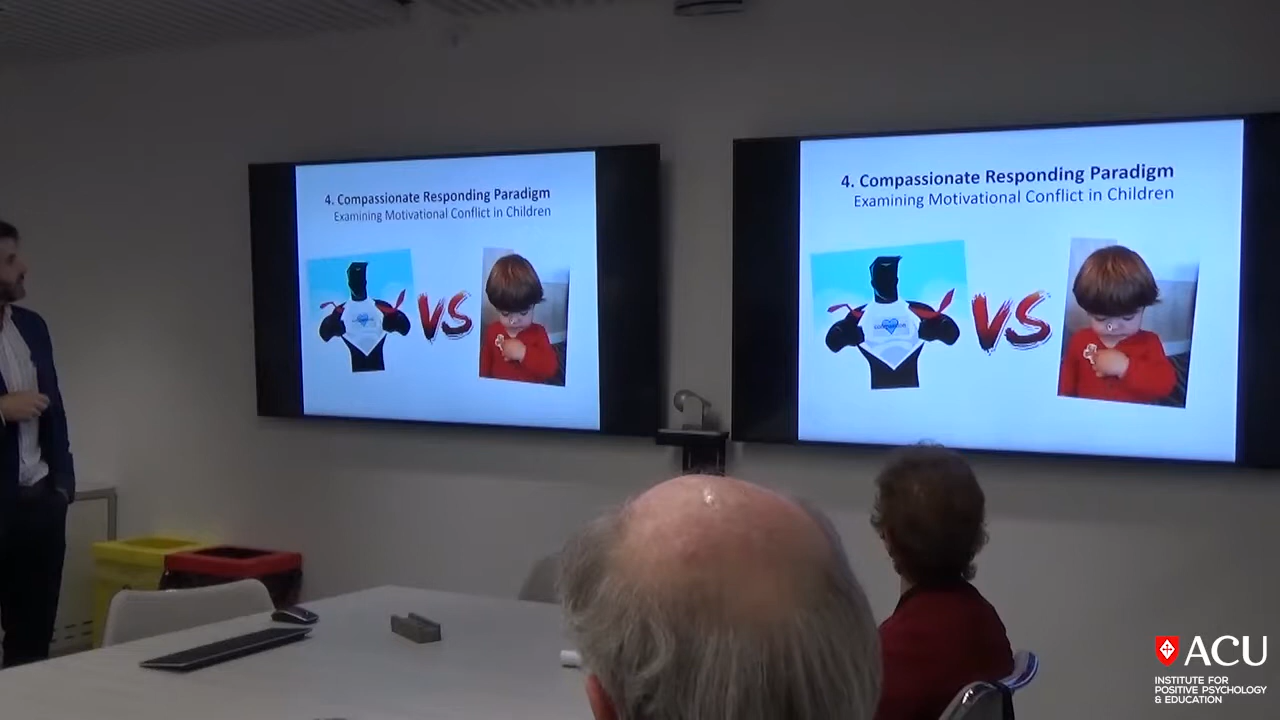 4. Compassionate Responding Paradigm
Examining Motivational Conflict in Children
VS
4. Compassionate Responding Paradigm
Examining Motivational Conflict in Children
VS
ACU
INSTITUTE FOR
POSITIVE PSYCHOLOGY
& EDUCATION